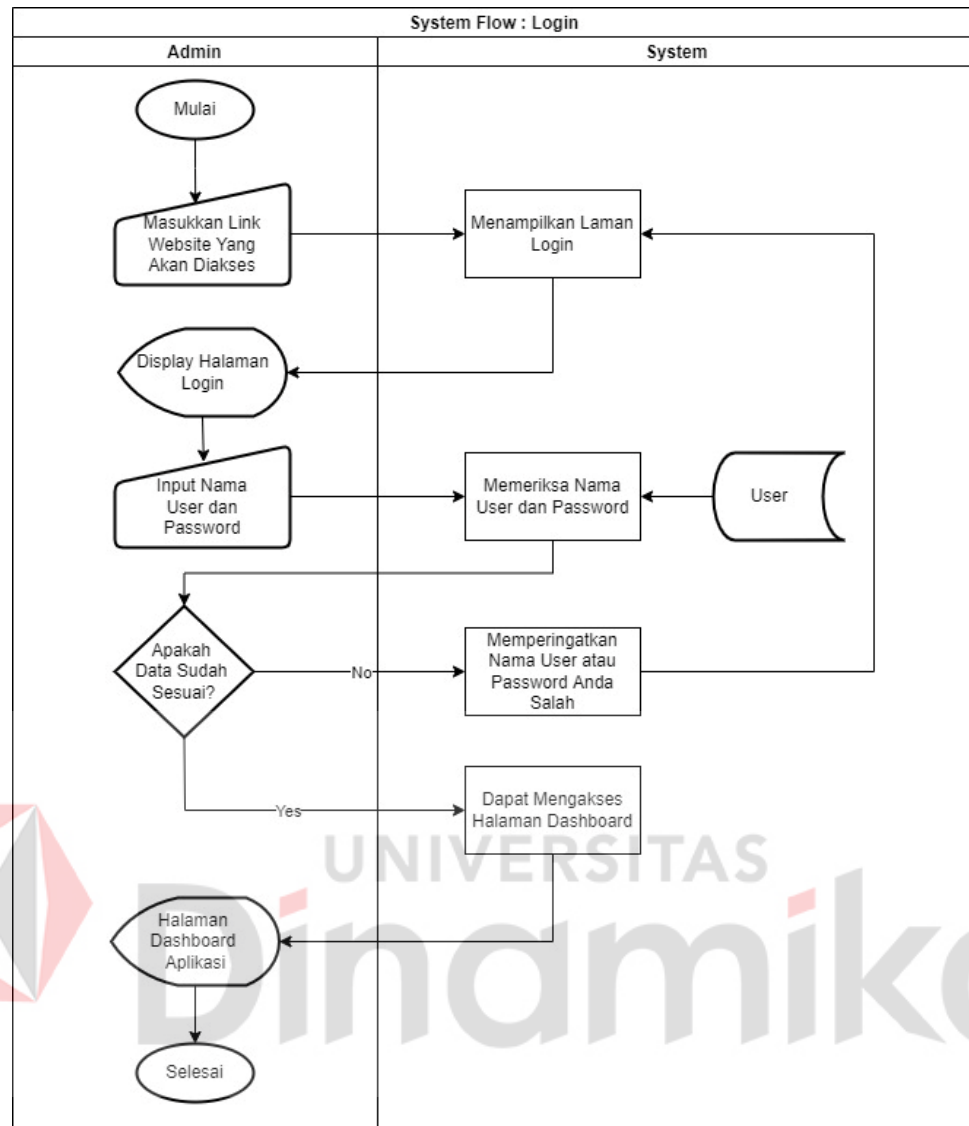 System Flow : Login
Admin
System
Mulai
Masukkan Link
Website Yang
Akan Diakses
Menampilkan Laman
Login
Display Halaman
Login
Input Nama
User dan
Password
Memeriksa Nama
User dan Password
User
Apakah
Data Sudah
Sesuai?
No
Memperingatkan
Nama User atau
Password Anda
Salah
Yes
Dapat Mengakses
Halaman Dashboard
UNIVERSITAS
Dinamika
Halaman
Dashboard
Aplikasi
Selesai